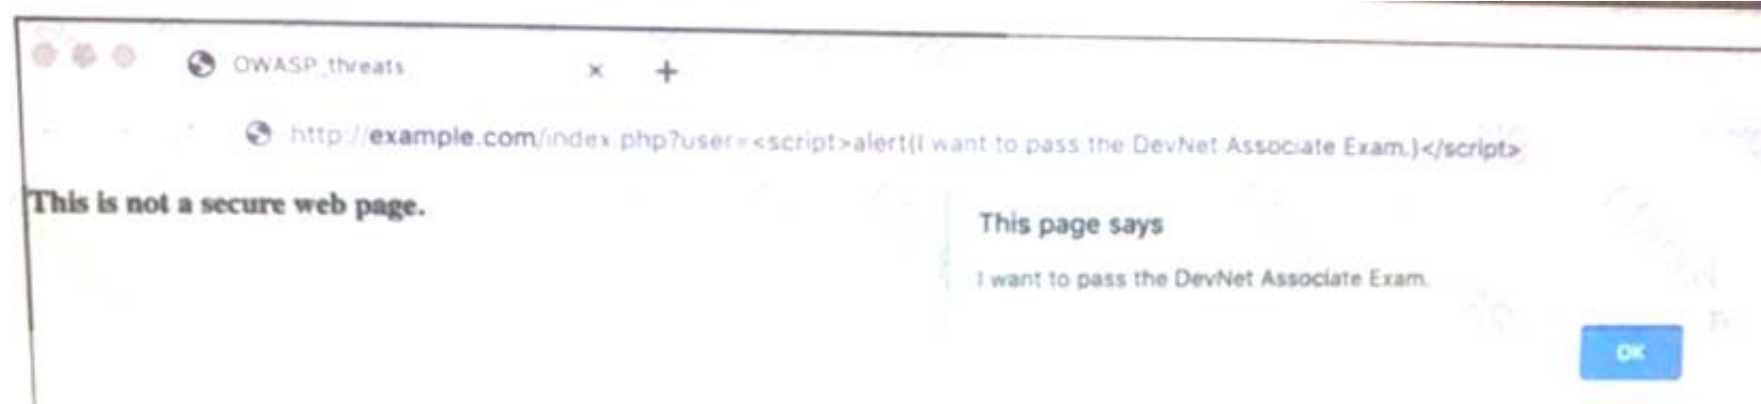 OWASP_threats
http://example.com/index.php?user=<script>alert(I want to pass the DevNet Associate Exam.)</script>
This is not a secure web page.
This page says
I want to pass the DevNet Associate Exam.
OK